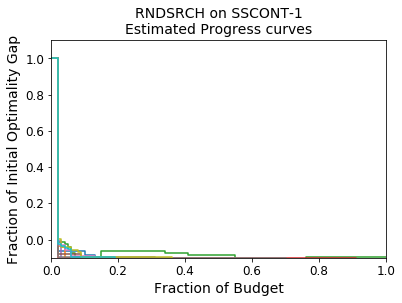 RNDSRCH on SSCONT-1
Estimated Progress curves
Fraction of Initial Optimality Gap
1.0
0.8
0.6
0.4
0.2
0.0
0.0 0.2 0.4 0.6 0.8 1.0
Fraction of Budget